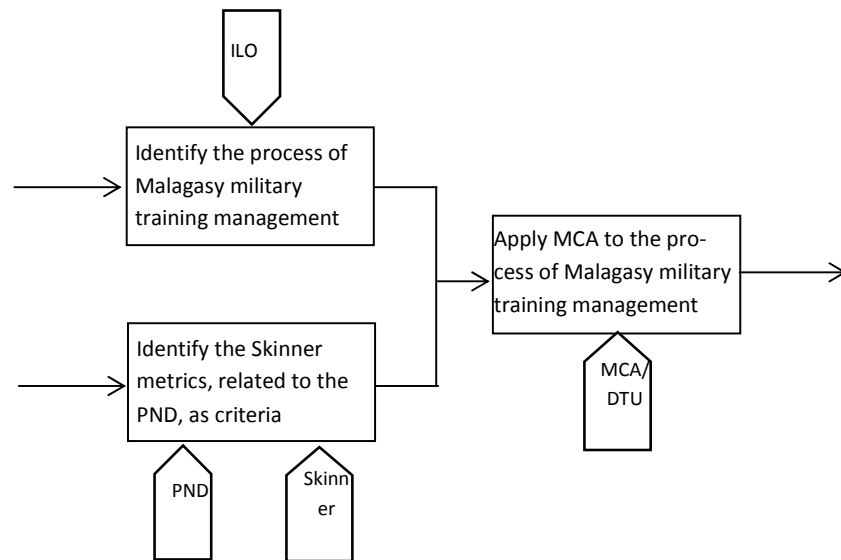 ILO
Identify the process of
Malagasy military
training management
Apply MCA to the pro-
cess of Malagasy military
training management
Identify the Skinner
metrics, related to the
PND, as criteria
MCA/
DTU
PND
Skinn
er